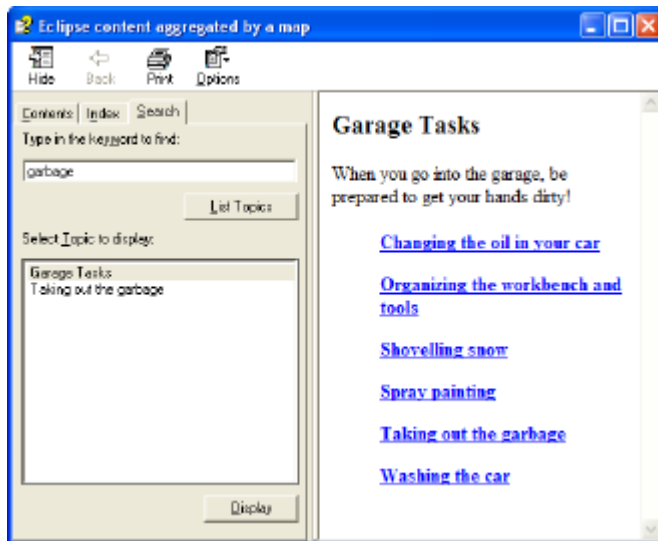 Eclipse content aggregated by a map
Hide Back Print Options
Contents Index Search
Type in the keyword to find:
garbage
List Topics
Select Topic to display:
Garage Tasks
Taking out the garbage
Display
Garage Tasks
When you go into the garage, be
prepared to get your hands dirty!
Changing the oil in your car
Organizing the workbench and
tools
Shovelling snow
Spray painting
Taking out the garbage
Washing the car